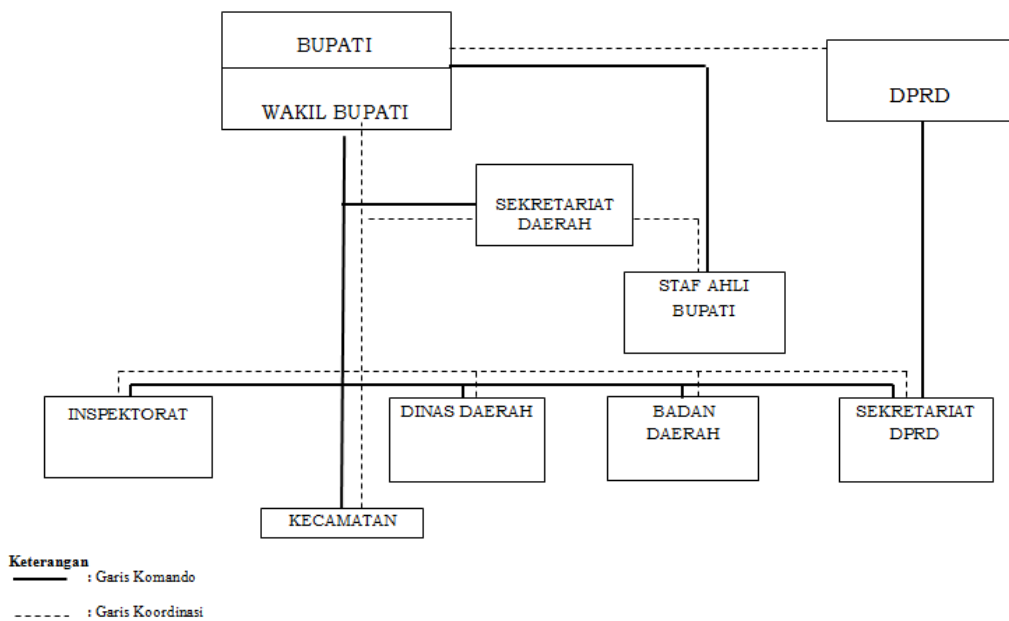 BUPATI
WAKIL BUPATI
DPRD
SEKRETARIAT
DAERAH
STAF AHLI
BUPATI
INSPEKTORAT
DINAS DAERAH
BADAN
DAERAH
SEKRETARIAT
DPRD
KECAMATAN
Keterangan
: Garis Komando
: Garis Koordinasi